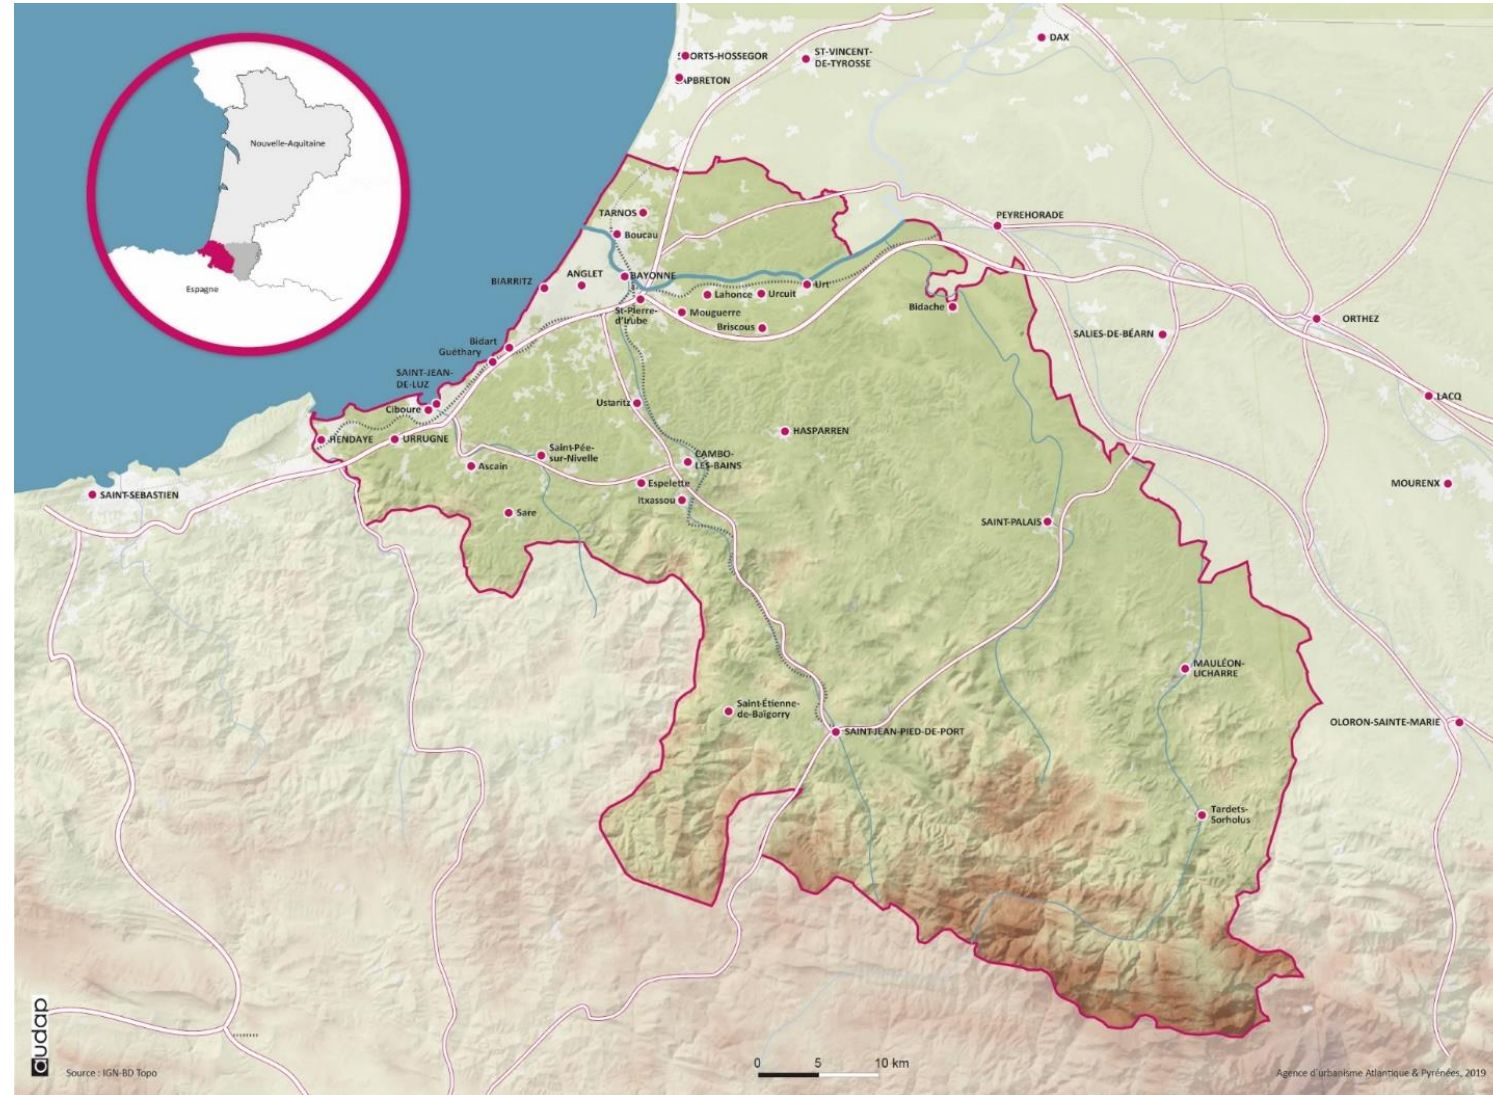 Nouvelle-Aquitaine
Espagne
DAX
ST-VINCENT-
DE-TYROSSE
ORTS-HOSSEGOR
PBRETON
PEYREHORADE
TARNOS
Boucau
BIARRITZ
ANGLET
BAYONNE
Urt
Lahonce
Urcuit
St-Pierre-
d'Irube
Mouguerre
Briscous
Bidache
ORTHEZ
SALIES-DE-BÉARN
Bidart
Guéthary
SAINT-JEAN-
DE-LUZ
Ciboure
Ustaritz
LACQ
HENDAYE
URRUGNE
HASPARREN
Saint-Pée-
sur-Nivelle
Ascain
CAMBO-
LES-BAINS
Espelette
Itxassou
MOURENX
SAINT-SEBASTIEN
Sare
SAINT-PALAIS
MAULÉON-
LICHARRE
Saint-Étienne-
de-Baïgorry
SAINT-JEAN-PIED-DE-PORT
OLORON-SAINTE-MARIE
Tardets-
Sorholus
audap
Source : IGN-BD Topo
0 5 10 km
Agence d'urbanisme Atlantique & Pyrénées, 2019